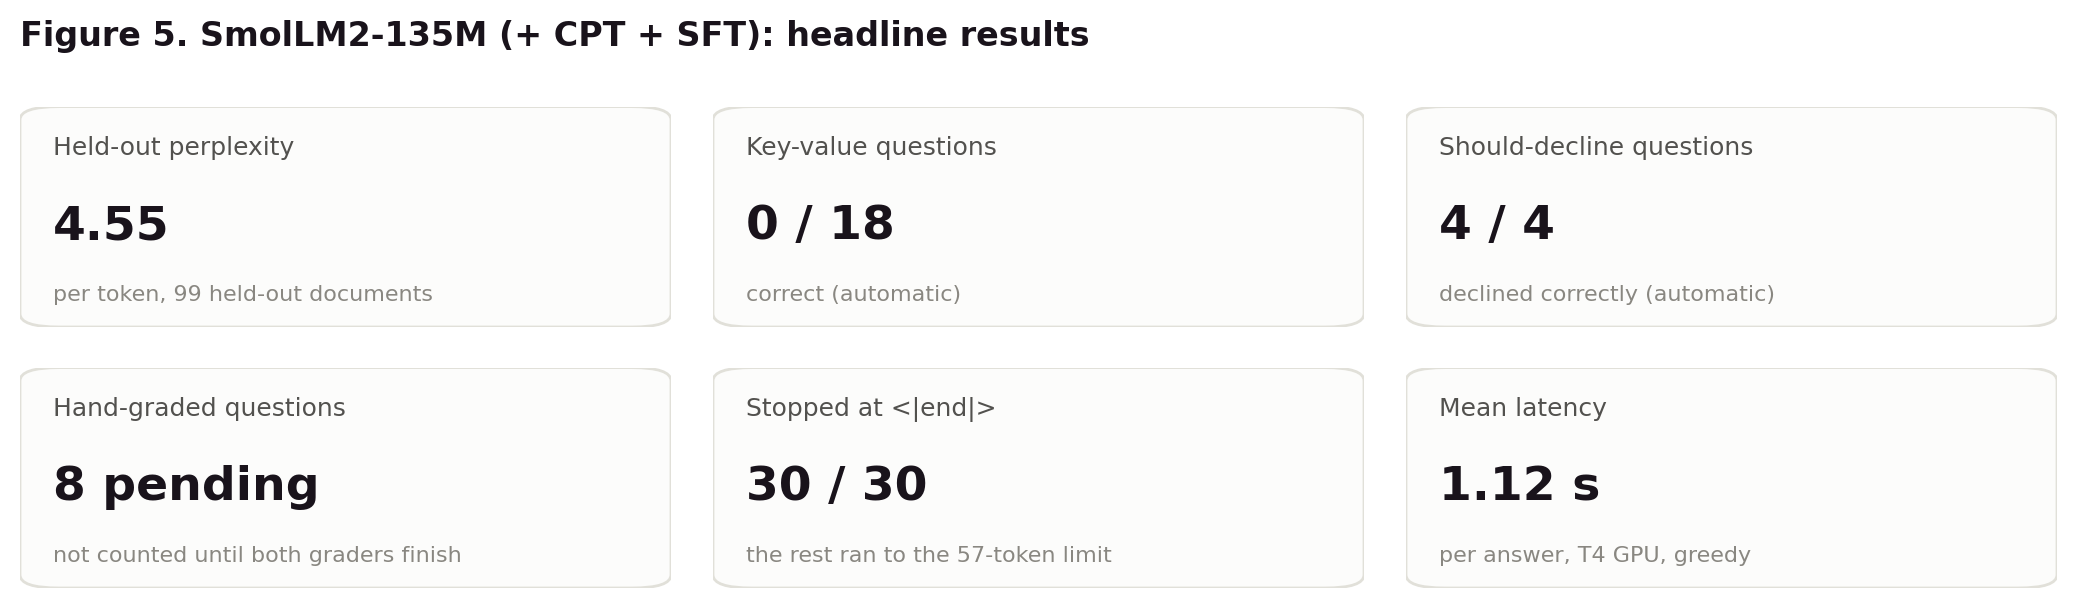 Figure 5. SmolLM2-135M (+ CPT + SFT): headline results
Held-out perplexity
4.55
per token, 99 held-out documents
Key-value questions
0 / 18
correct (automatic)
Should-decline questions
4 / 4
declined correctly (automatic)
Hand-graded questions
8 pending
not counted until both graders finish
Stopped at <|end|>
30 / 30
the rest ran to the 57-token limit
Mean latency
1.12 s
per answer, T4 GPU, greedy